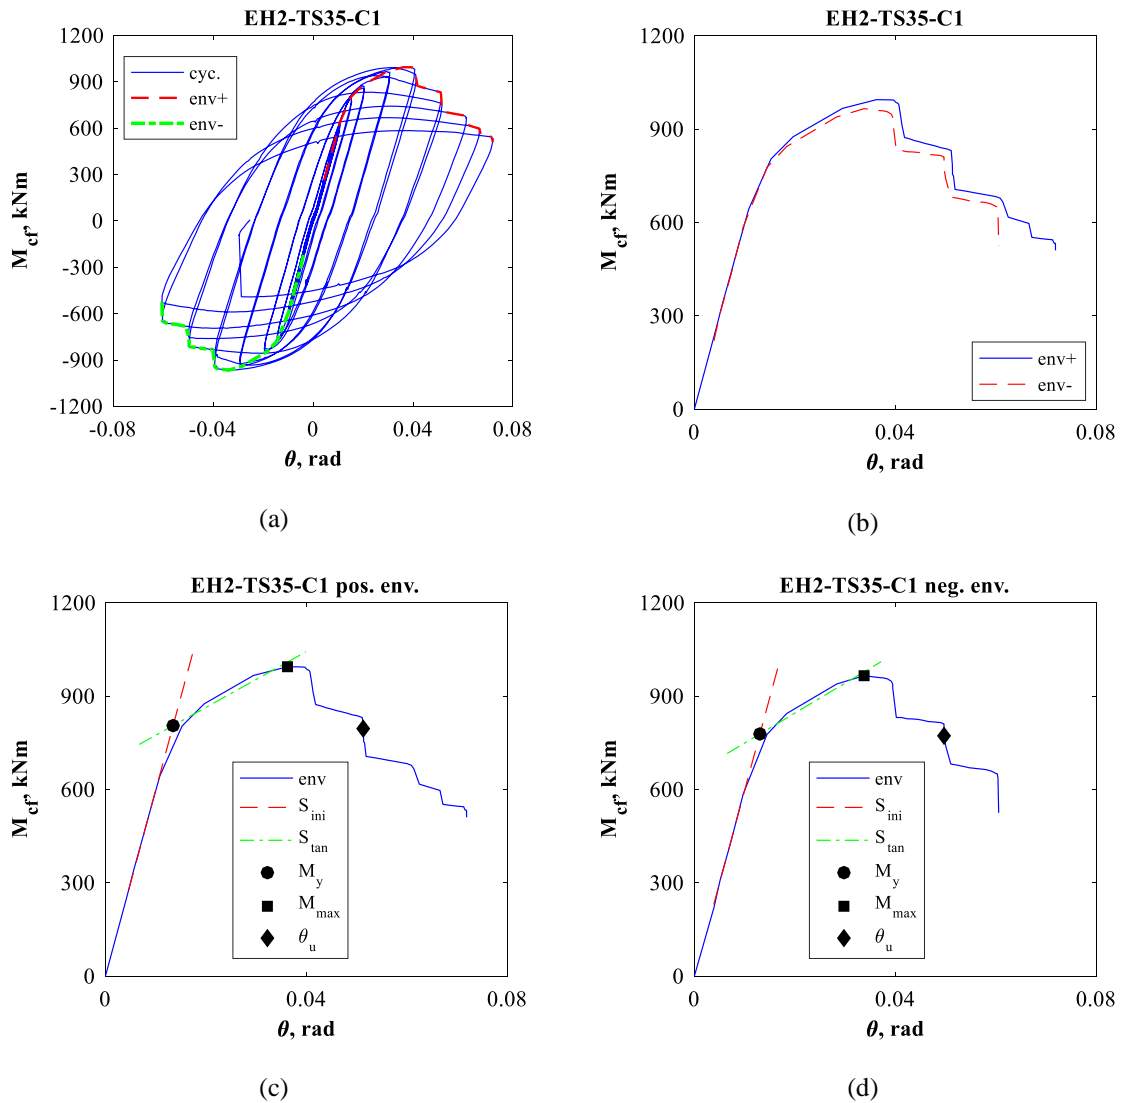 EH2-TS35-C1
1200
900
600
300
0
-300
-600
-900
-1200
-0.08
-0.04
0
0.04
0.08
M_cf, kNm
θ, rad
cyc.
env+
env-
(a)
EH2-TS35-C1
1200
900
600
300
0
0
0.04
0.08
M_cf, kNm
θ, rad
env+
env-
(b)
EH2-TS35-C1 pos. env.
1200
900
600
300
0
0
0.04
0.08
M_cf, kNm
θ, rad
env
S_ini
S_tan
M_y
M_max
θ_u
(c)
EH2-TS35-C1 neg. env.
1200
900
600
300
0
0
0.04
0.08
M_cf, kNm
θ, rad
env
S_ini
S_tan
M_y
M_max
θ_u
(d)